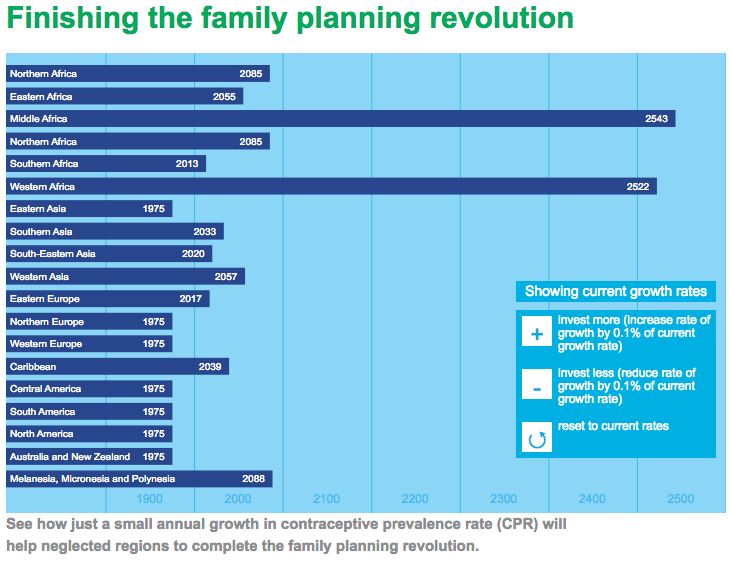 Finishing the family planning revolution
Northern Africa 2085
Eastern Africa 2055
Middle Africa 2543
Northern Africa 2085
Southern Africa 2013
Western Africa 2522
Eastern Asia 1975
Southern Asia 2033
South-Eastern Asia 2020
Western Asia 2057
Eastern Europe 2017
Northern Europe 1975
Western Europe 1975
Caribbean 2039
Central America 1975
South America 1975
North America 1975
Australia and New Zealand 1975
Melanesia, Micronesia and Polynesia 2088
1900 2000 2100 2200 2300 2400 2500
Showing current growth rates
+ Invest more (increase rate of
growth by 0.1% of current
growth rate)
- Invest less (reduce rate of
growth by 0.1% of current
growth rate)
reset to current rates
See how just a small annual growth in contraceptive prevalence rate (CPR) will
help neglected regions to complete the family planning revolution.